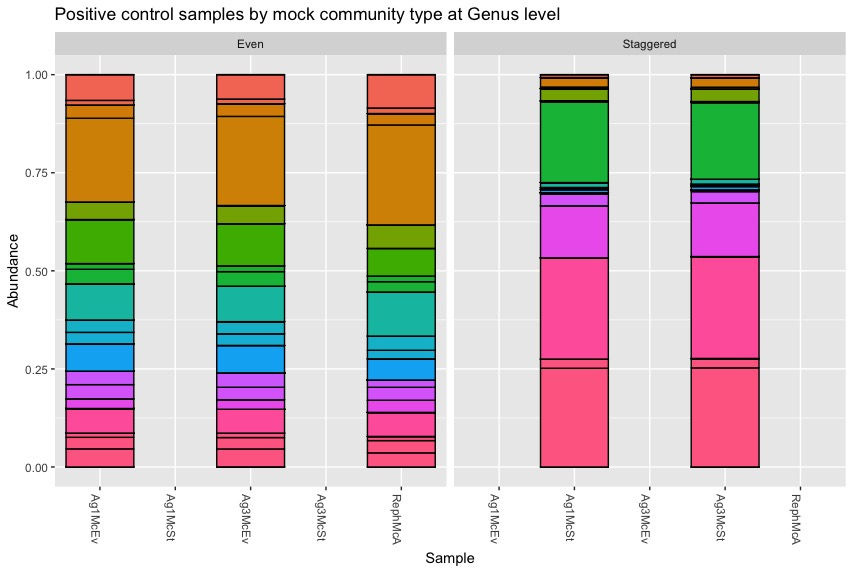 Positive control samples by mock community type at Genus level
Even
Staggered
1.00
0.75
0.50
0.25
0.00
Abundance
Ag1McEv
Ag1McSt
Ag3McEv
Ag3McSt
RephMcA
Ag1McEv
Ag1McSt
Ag3McEv
Ag3McSt
RephMcA
Sample